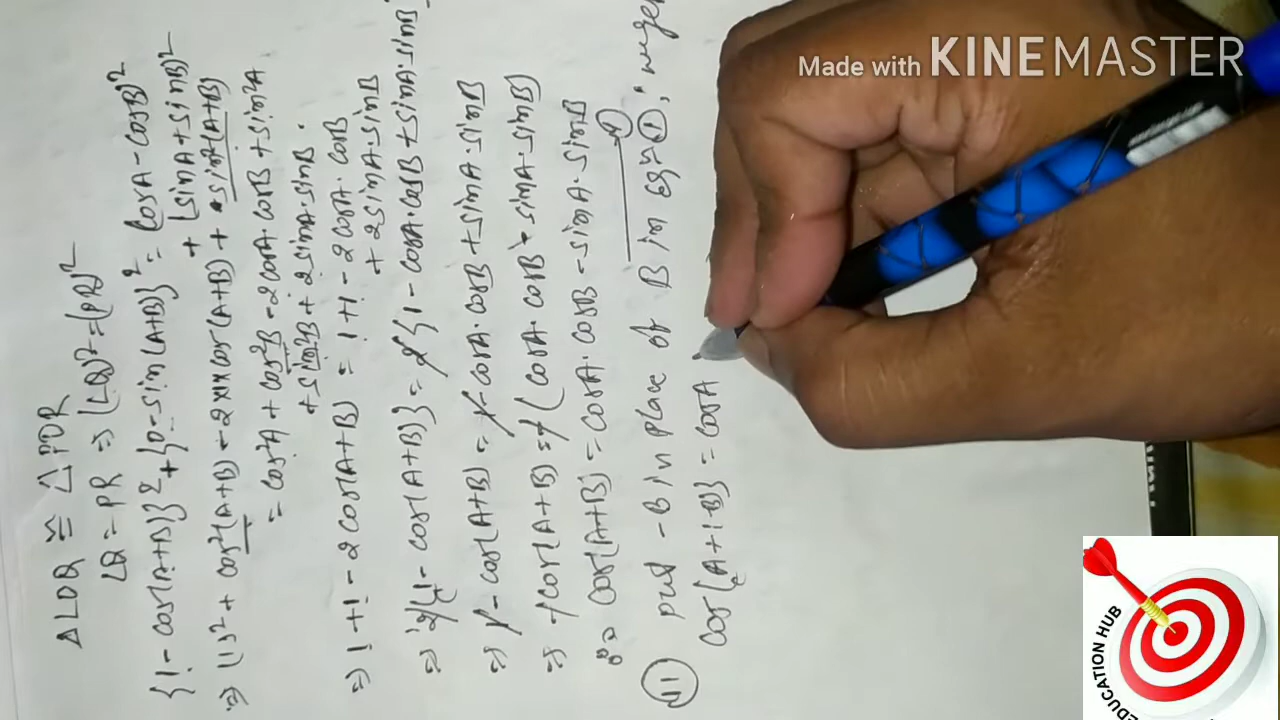 Δ LOQ ≅ Δ POR
LQ = PR ⇒ (LQ)² = (PR)²
{1 - cos(A+B)}² + {0 - sin(A+B)}² = (cosA - cosB)²
+ (sinA + sinB)²
⇒ (1)² + cos²(A+B) - 2×1×cos(A+B) + sin²(A+B)
= cos²A + cos²B - 2cosA·cosB + sin²A
+ sin²B + 2sinA·sinB.
⇒ 1 + 1 - 2cos(A+B) = 1+1 - 2cosA·cosB
+ 2sinA·sinB
⇒ 2{1 - cos(A+B)} = 2{1 - cosA·cosB + sinA·sinB}
⇒ 1 - cos(A+B) = 1 - cosA·cosB + sinA·sinB
⇒ -cos(A+B) = -(cosA·cosB - sinA·sinB)
∴ cos(A+B) = cosA·cosB - sinA·sinB
(11) put -B in place of B in eqn (1), we get
cos{A+(-B)} = cosA
Made with KINEMASTER
EDUCATION HUB